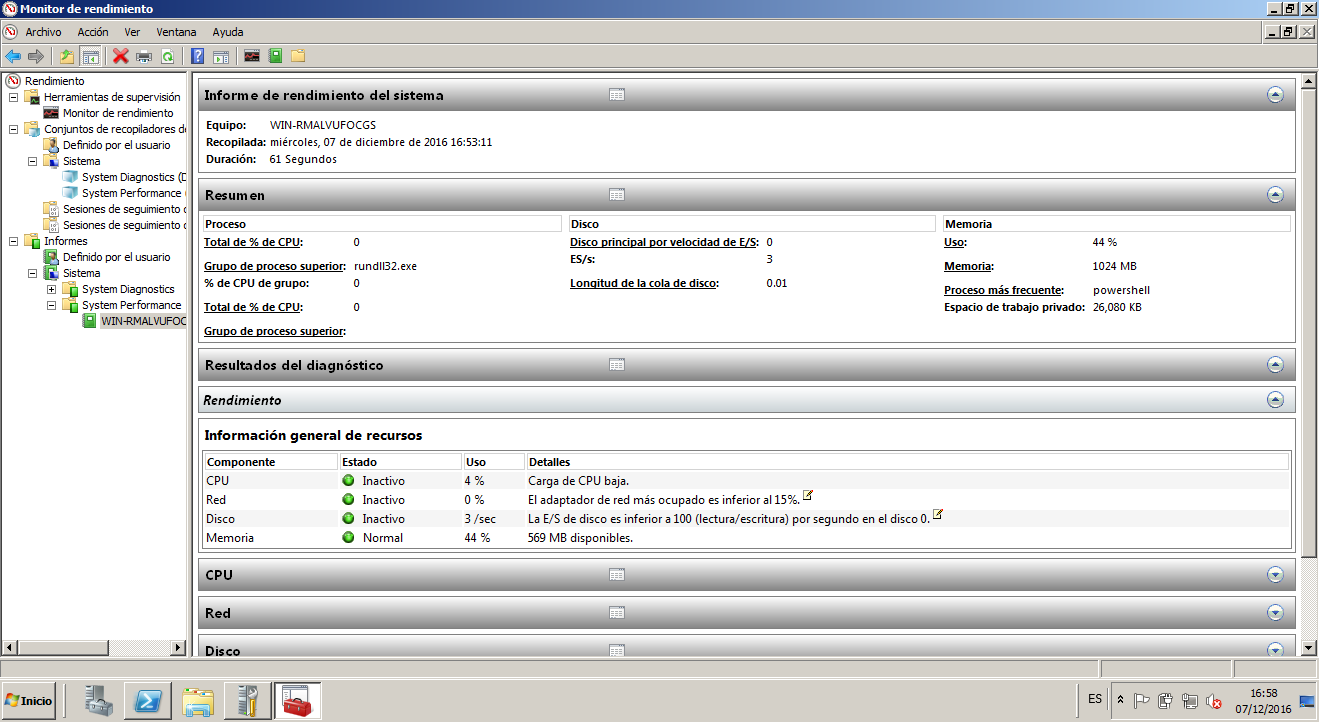 Monitor de rendimiento
Archivo Acción Ver Ventana Ayuda
Rendimiento
Herramientas de supervisión
Monitor de rendimiento
Conjuntos de recopiladores de
Definido por el usuario
Sistema
System Diagnostics (D
System Performance
Sesiones de seguimiento
Sesiones de seguimiento
Informes
Definido por el usuario
Sistema
System Diagnostics
System Performance
WIN-RMALVUFOC
Informe de rendimiento del sistema
Equipo: WIN-RMALVUFOCGS
Recopilada: miércoles, 07 de diciembre de 2016 16:53:11
Duración: 61 Segundos
Resumen
Proceso
Total de % de CPU: 0
Grupo de proceso superior: rundll32.exe
% de CPU de grupo: 0
Total de % de CPU: 0
Grupo de proceso superior:
Disco
Disco principal por velocidad de E/S: 0
ES/s: 3
Longitud de la cola de disco: 0.01
Memoria
Uso: 44 %
Memoria: 1024 MB
Proceso más frecuente: powershell
Espacio de trabajo privado: 26,080 KB
Resultados del diagnóstico
Rendimiento
Información general de recursos
Componente Estado Uso Detalles
CPU Inactivo 4 % Carga de CPU baja.
Red Inactivo 0 % El adaptador de red más ocupado es inferior al 15%.
Disco Inactivo 3 /sec La E/S de disco es inferior a 100 (lectura/escritura) por segundo en el disco 0.
Memoria Normal 44 % 569 MB disponibles.
CPU
Red
Disco
Inicio
ES
16:58
07/12/2016